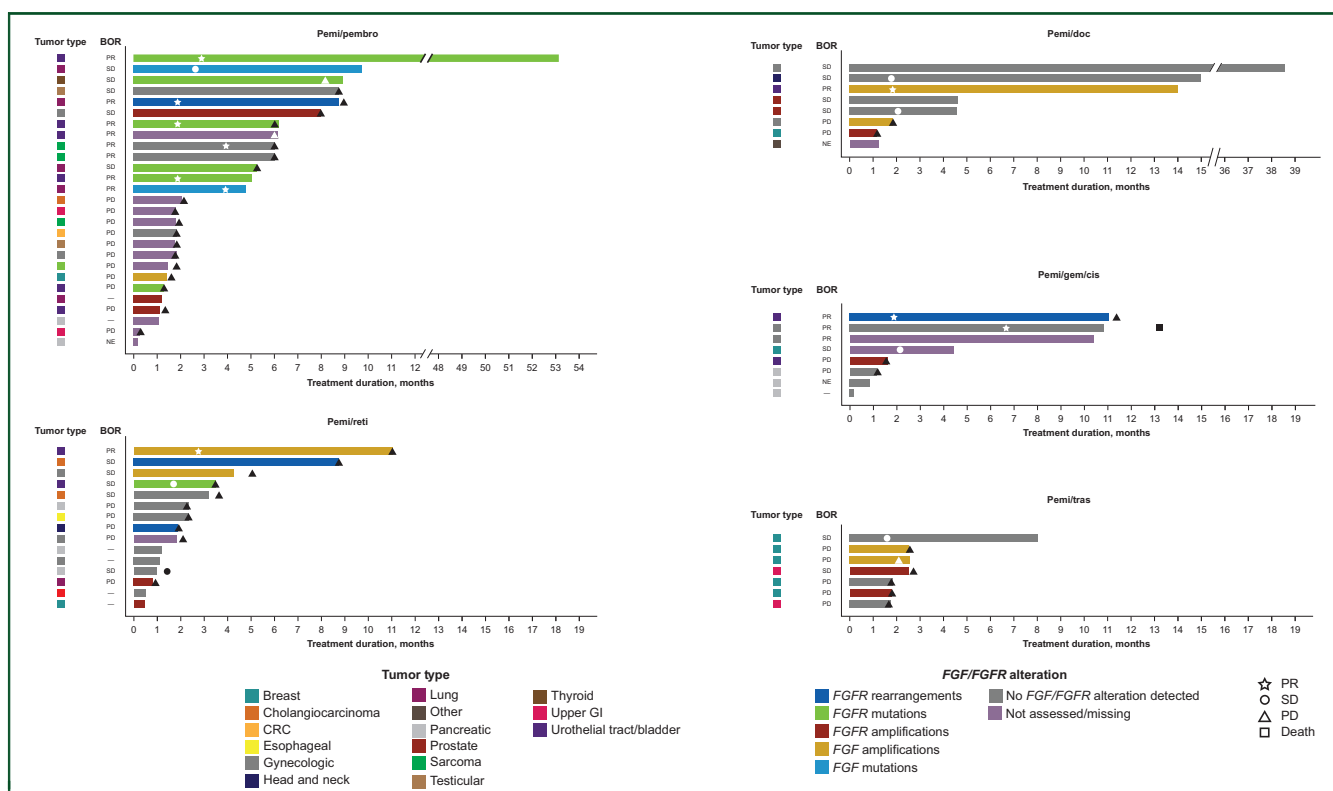 Pemi/pembro
Tumor type BOR
PR
SD
SD
SD
PR
SD
PR
PR
PR
PR
SD
PR
PR
PD
PD
PD
PD
PD
PD
PD
PD
PD
—
PD
—
PD
NE
0 1 2 3 4 5 6 7 8 9 10 11 12 48 49 50 51 52 53 54
Treatment duration, months
Pemi/reti
Tumor type BOR
PR
SD
SD
SD
SD
PD
PD
PD
PD
—
—
SD
PD
—
—
0 1 2 3 4 5 6 7 8 9 10 11 12 13 14 15 16 17 18 19
Treatment duration, months
Pemi/doc
Tumor type BOR
SD
SD
PR
SD
SD
PD
PD
NE
0 1 2 3 4 5 6 7 8 9 10 11 12 13 14 15 36 37 38 39
Treatment duration, months
Pemi/gem/cis
Tumor type BOR
PR
PR
PR
SD
PD
PD
NE
—
0 1 2 3 4 5 6 7 8 9 10 11 12 13 14 15 16 17 18 19
Treatment duration, months
Pemi/tras
Tumor type BOR
SD
PD
PD
SD
PD
PD
PD
0 1 2 3 4 5 6 7 8 9 10 11 12 13 14 15 16 17 18 19
Treatment duration, months
Tumor type
Breast
Cholangiocarcinoma
CRC
Esophageal
Gynecologic
Head and neck
Lung
Other
Pancreatic
Prostate
Sarcoma
Testicular
Thyroid
Upper GI
Urothelial tract/bladder
FGF/FGFR alteration
FGFR rearrangements
FGFR mutations
FGFR amplifications
FGF amplifications
FGF mutations
No FGF/FGFR alteration detected
Not assessed/missing
PR
SD
PD
Death